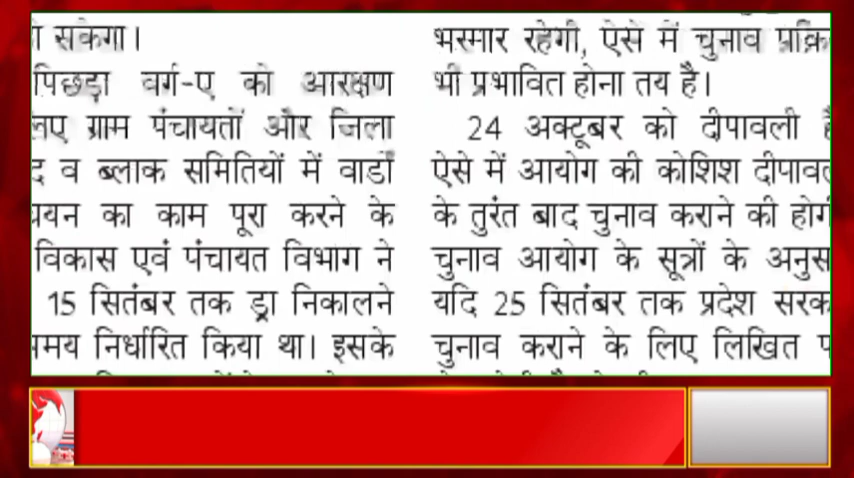 सकेगा।
पिछड़ा वर्ग-ए को आरक्षण
ग्राम पंचायतों और जिला
व ब्लाक समितियों में वार्डों
का काम पूरा करने के
विकास एवं पंचायत विभाग ने
15 सितंबर तक ड्रा निकालने
निर्धारित किया था। इसके
भरमार रहेगी, ऐसे में चुनाव
भी प्रभावित होना तय है।
24 अक्टूबर को दीपावली
ऐसे में आयोग की कोशिश
के तुरंत बाद चुनाव कराने की
चुनाव आयोग के सूत्रों के
यदि 25 सितंबर तक प्रदेश
चुनाव कराने के लिए लिखित